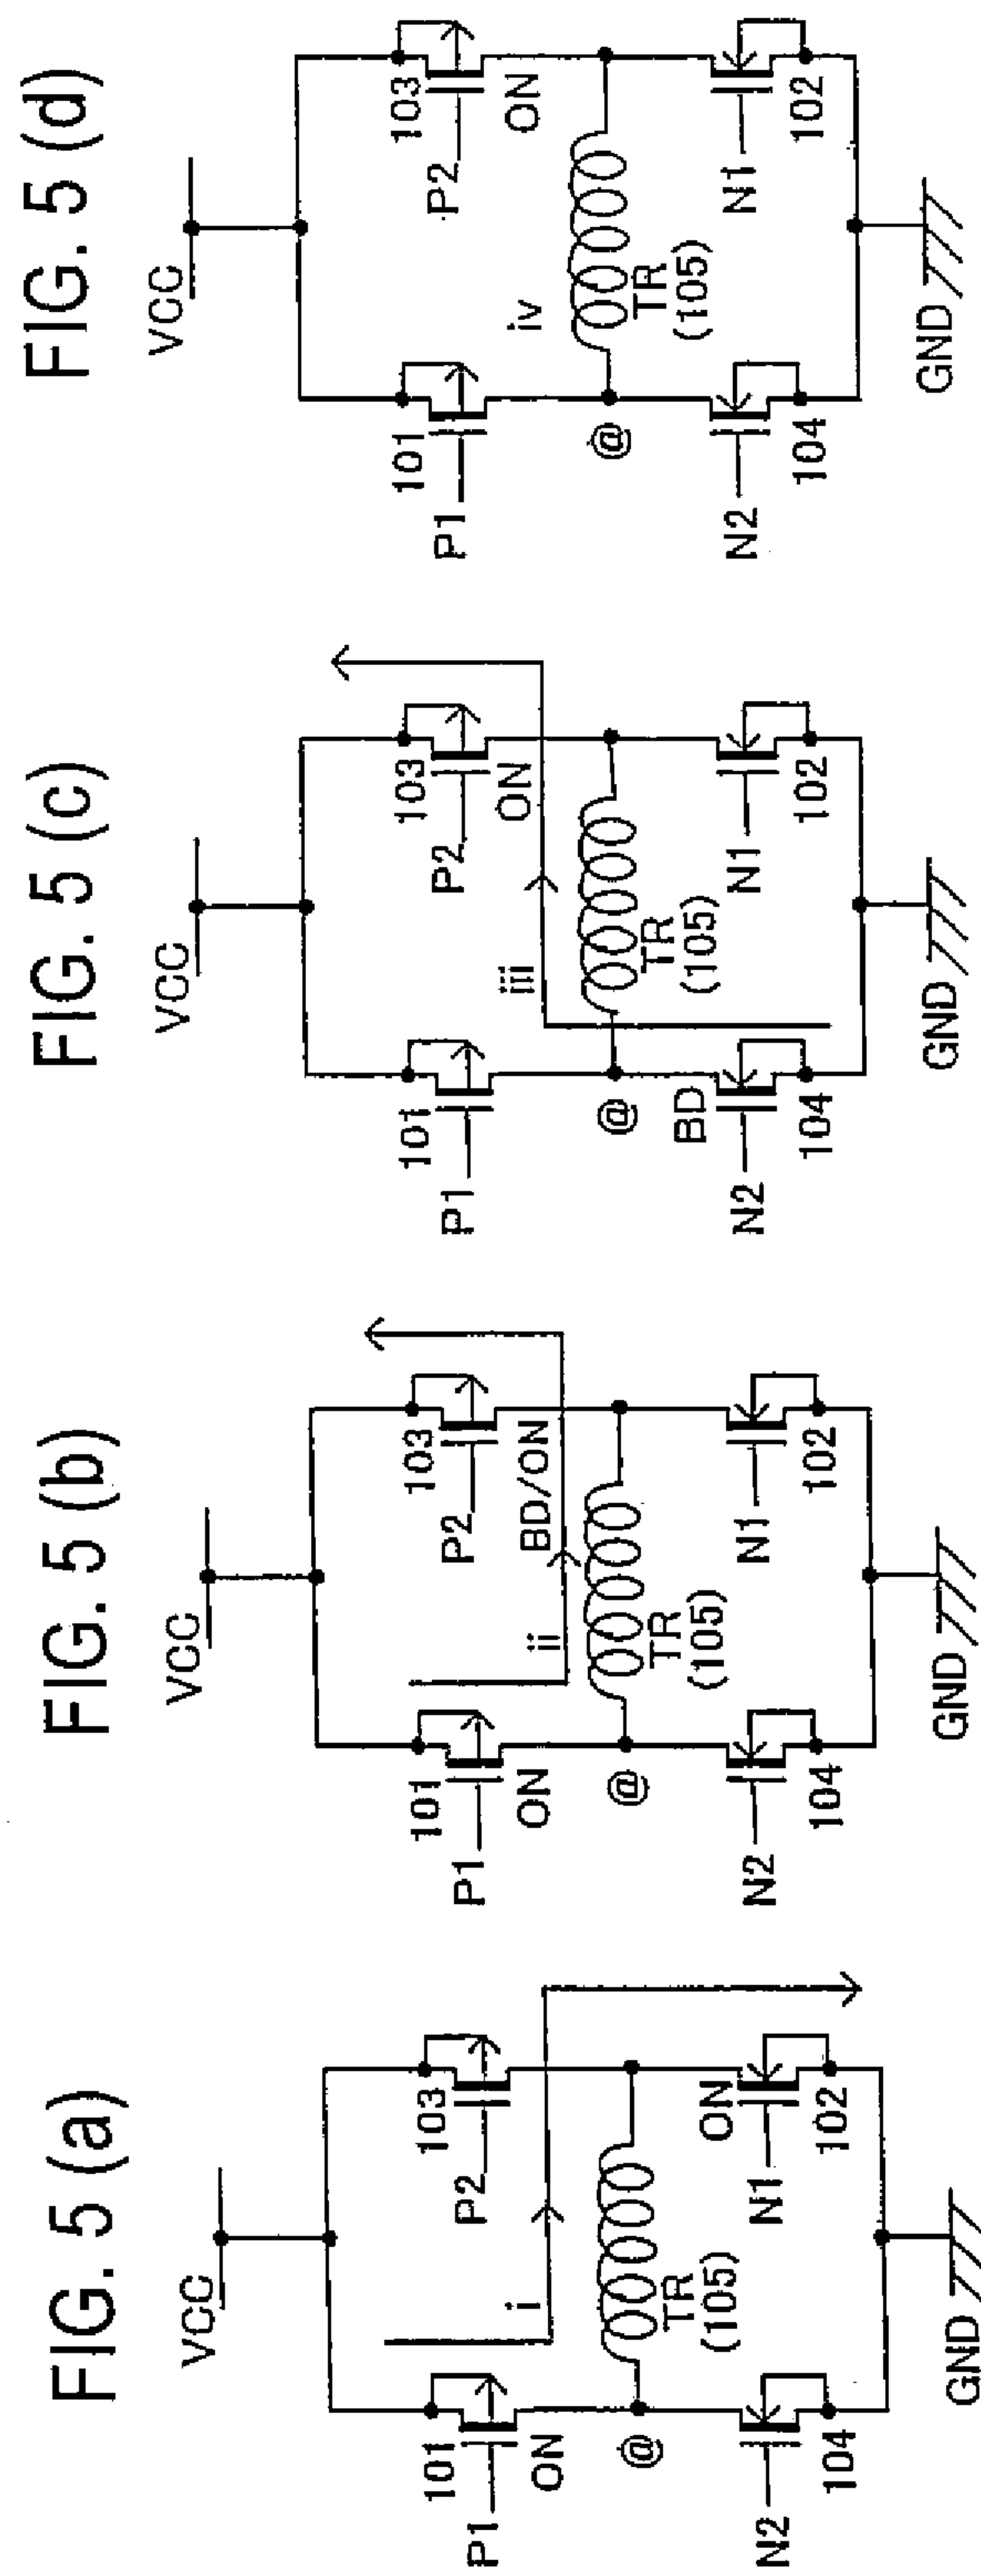 FIG. 5 (a)
VCC
101
103
P1
P2
ON
i
@
TR
(105)
ON
N2
N1
104
102
GND
FIG. 5 (b)
VCC
101
103
P1
P2
ON
BD/ON
ii
@
TR
(105)
N2
N1
104
102
GND
FIG. 5 (c)
VCC
101
103
P1
P2
ON
iii
@
TR
(105)
BD
N2
N1
104
102
GND
FIG. 5 (d)
VCC
101
103
P1
P2
ON
iv
@
TR
(105)
N2
N1
104
102
GND